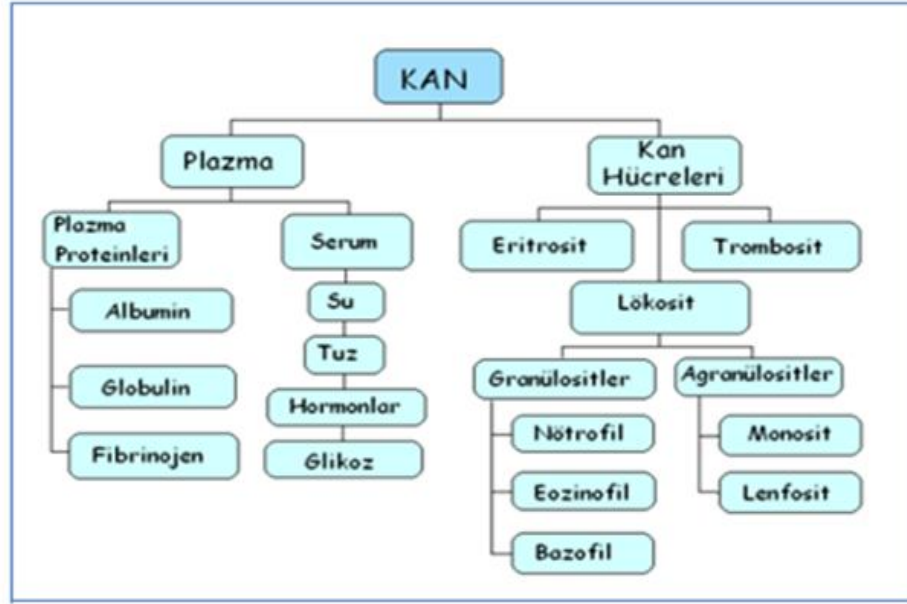 KAN
Plazma
Kan
Hücreleri
Plazma
Proteinleri
Serum
Eritrosit
Trombosit
Albumin
Su
Lökosit
Tuz
Globulin
Granülositler
Agranülositler
Hormonlar
Nötrofil
Monosit
Fibrinojen
Glikoz
Eozinofil
Lenfosit
Bazofil